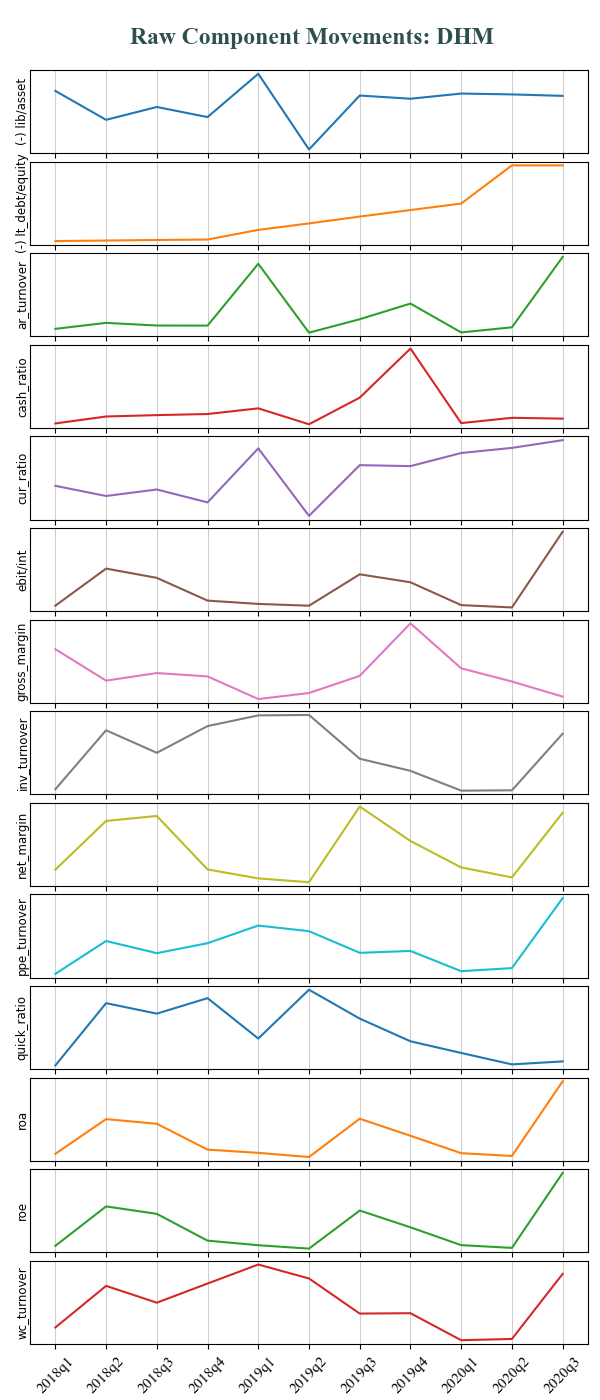 Raw Component Movements: DHM
(-) lib/asset
(-) lt_debt/equity
ar_turnover
cash_ratio
cur_ratio
ebit/int
gross_margin
inv_turnover
net_margin
ppe_turnover
quick_ratio
roa
roe
wc_turnover
2018q1 2018q2 2018q3 2018q4 2019q1 2019q2 2019q3 2019q4 2020q1 2020q2 2020q3